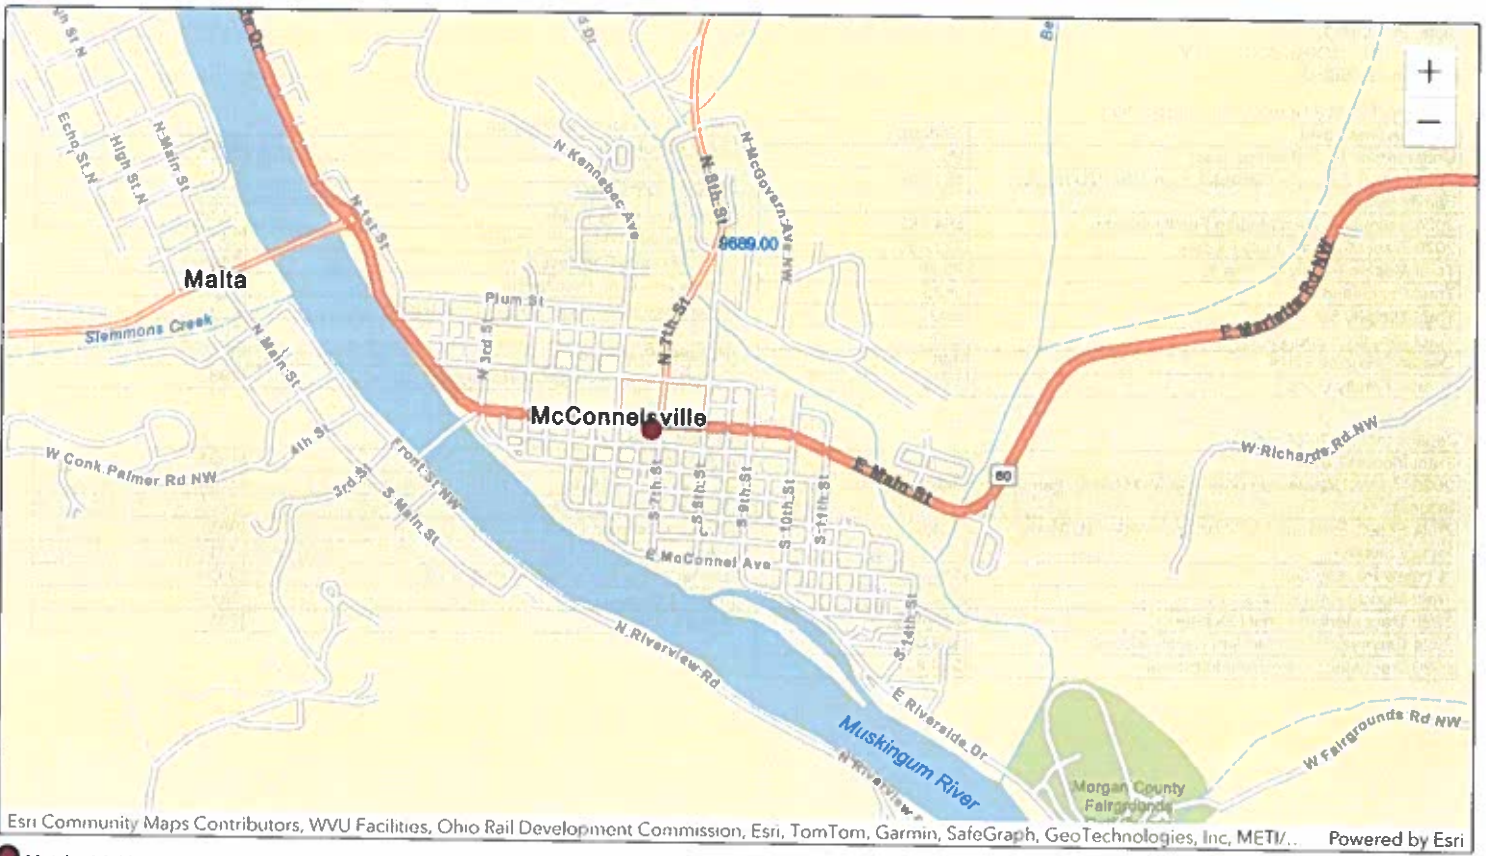 Be
+
−
Echo St N
High St N
N Main St
N 1st St
N Kennebec Ave
N 8th St
N McGovern Ave NW
9689.00
Malta
Slemmons Creek
N Main St
Plum St
N 3rd St
N 7th St
E Marietta Rd NW
McConnelsville
W Conk Palmer Rd NW
4th St
3rd St
Front St NW
S Main St
S 7th St
S 8th St
S 9th St
S 10th St
S 11th St
E Main St
60
W Richards Rd NW
E McConnel Ave
N Riverview Rd
S 14th St
E Riverside Dr
Muskingum River
N Riverview
W Fairgrounds Rd NW
Morgan County
Fairgrounds
Esri Community Maps Contributors, WVU Facilities, Ohio Rail Development Commission, Esri, TomTom, Garmin, SafeGraph, GeoTechnologies, Inc, METI/...
Powered by Esri